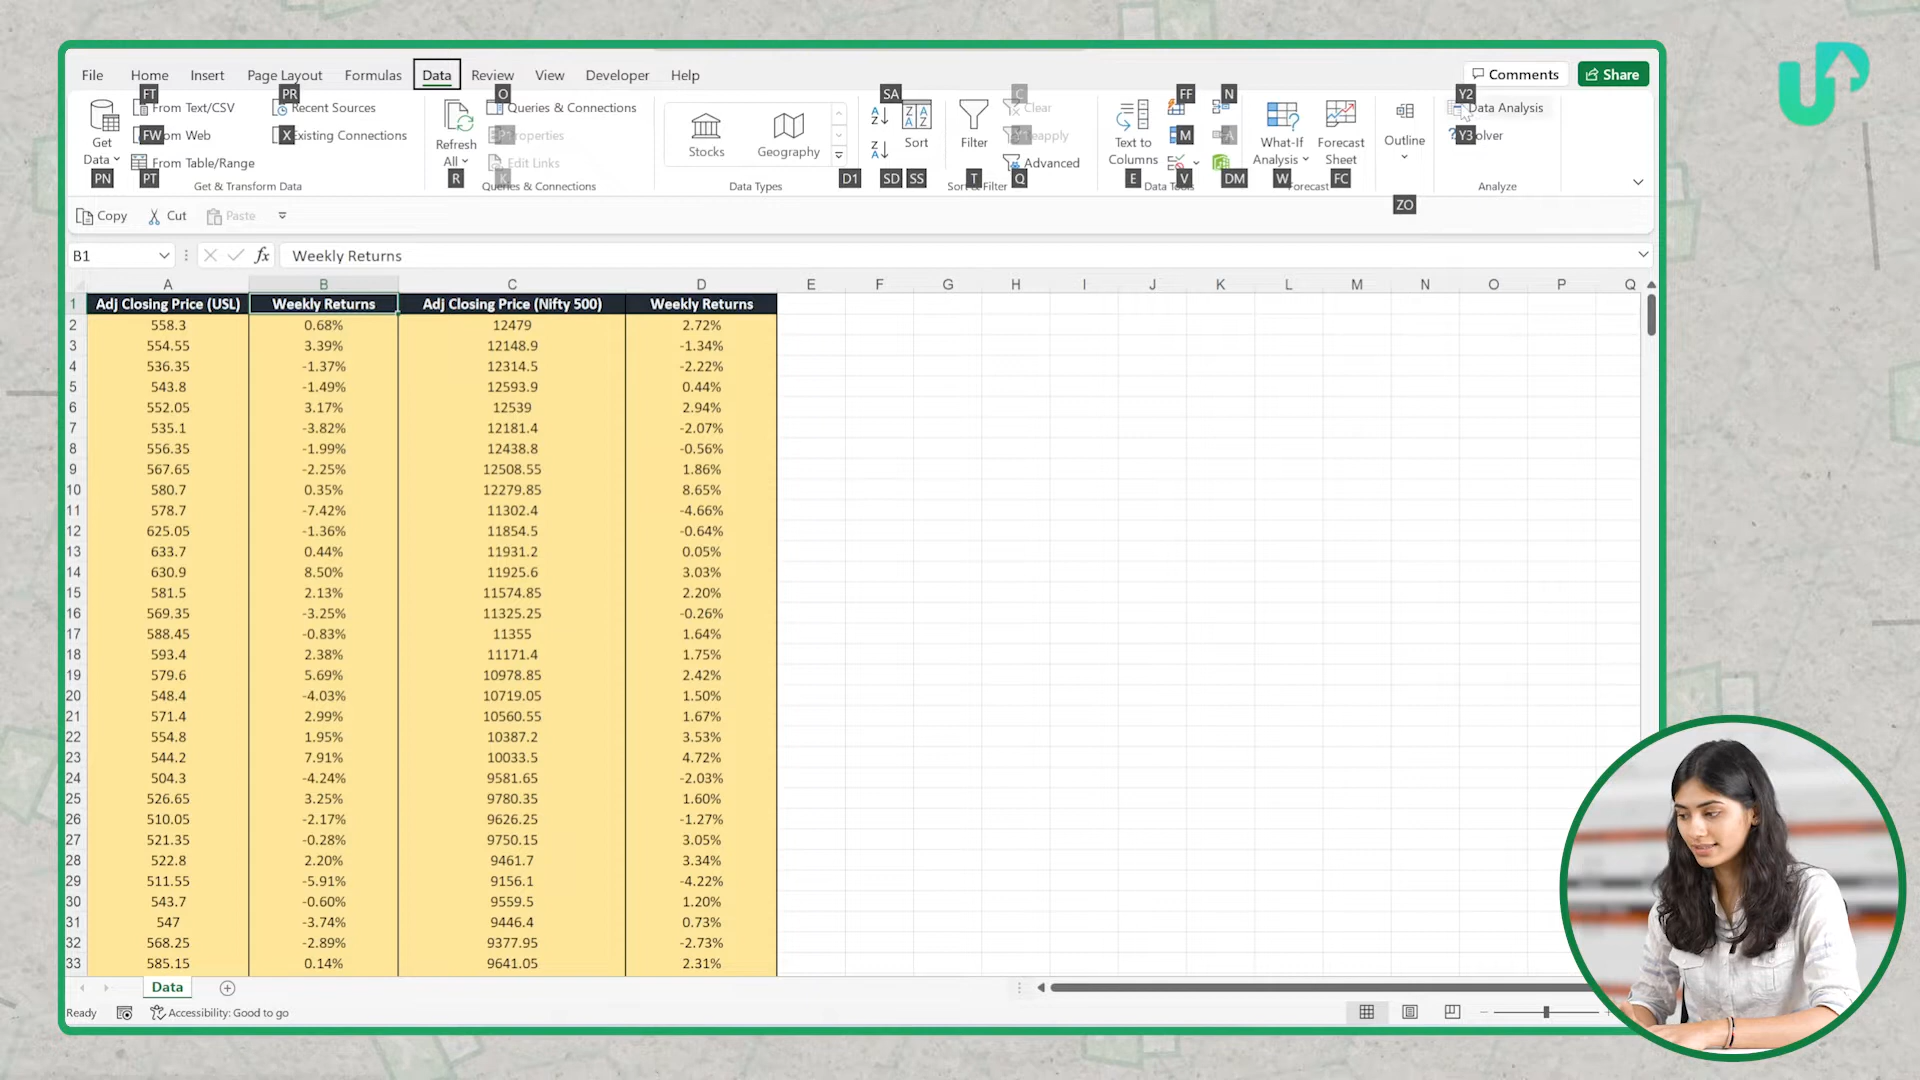 File Home Insert Page Layout Formulas Data Review View Developer Help Comments Share
FT PR O SA C FF N Y2
From Text/CSV Recent Sources Queries & Connections Clear Data Analysis
FW om Web X Existing Connections Properties Reapply M A Y3 olver
Get Data PN
PT From Table/Range
Refresh All R
Edit Links K
Stocks Geography D1
SD Sort SS
Filter T
Advanced Q
Text to Columns E
V DM
What-If Analysis W
Forecast Sheet FC
Outline ZO
Get & Transform Data Queries & Connections Data Types Sort & Filter Data Tools Forecast Analyze
Copy Cut Paste
B1 fx Weekly Returns
A B C D E F G H I J K L M N O P Q
1 Adj Closing Price (USL) Weekly Returns Adj Closing Price (Nifty 500) Weekly Returns
2 558.3 0.68% 12479 2.72%
3 554.55 3.39% 12148.9 -1.34%
4 536.35 -1.37% 12314.5 -2.22%
5 543.8 -1.49% 12593.9 0.44%
6 552.05 3.17% 12539 2.94%
7 535.1 -3.82% 12181.4 -2.07%
8 556.35 -1.99% 12438.8 -0.56%
9 567.65 -2.25% 12508.55 1.86%
10 580.7 0.35% 12279.85 8.65%
11 578.7 -7.42% 11302.4 -4.66%
12 625.05 -1.36% 11854.5 -0.64%
13 633.7 0.44% 11931.2 0.05%
14 630.9 8.50% 11925.6 3.03%
15 581.5 2.13% 11574.85 2.20%
16 569.35 -3.25% 11325.25 -0.26%
17 588.45 -0.83% 11355 1.64%
18 593.4 2.38% 11171.4 1.75%
19 579.6 5.69% 10978.85 2.42%
20 548.4 -4.03% 10719.05 1.50%
21 571.4 2.99% 10560.55 1.67%
22 554.8 1.95% 10387.2 3.53%
23 544.2 7.91% 10033.5 4.72%
24 504.3 -4.24% 9581.65 -2.03%
25 526.65 3.25% 9780.35 1.60%
26 510.05 -2.17% 9626.25 -1.27%
27 521.35 -0.28% 9750.15 3.05%
28 522.8 2.20% 9461.7 3.34%
29 511.55 -5.91% 9156.1 -4.22%
30 543.7 -0.60% 9559.5 1.20%
31 547 -3.74% 9446.4 0.73%
32 568.25 -2.89% 9377.95 -2.73%
33 585.15 0.14% 9641.05 2.31%
Data
Ready Accessibility: Good to go